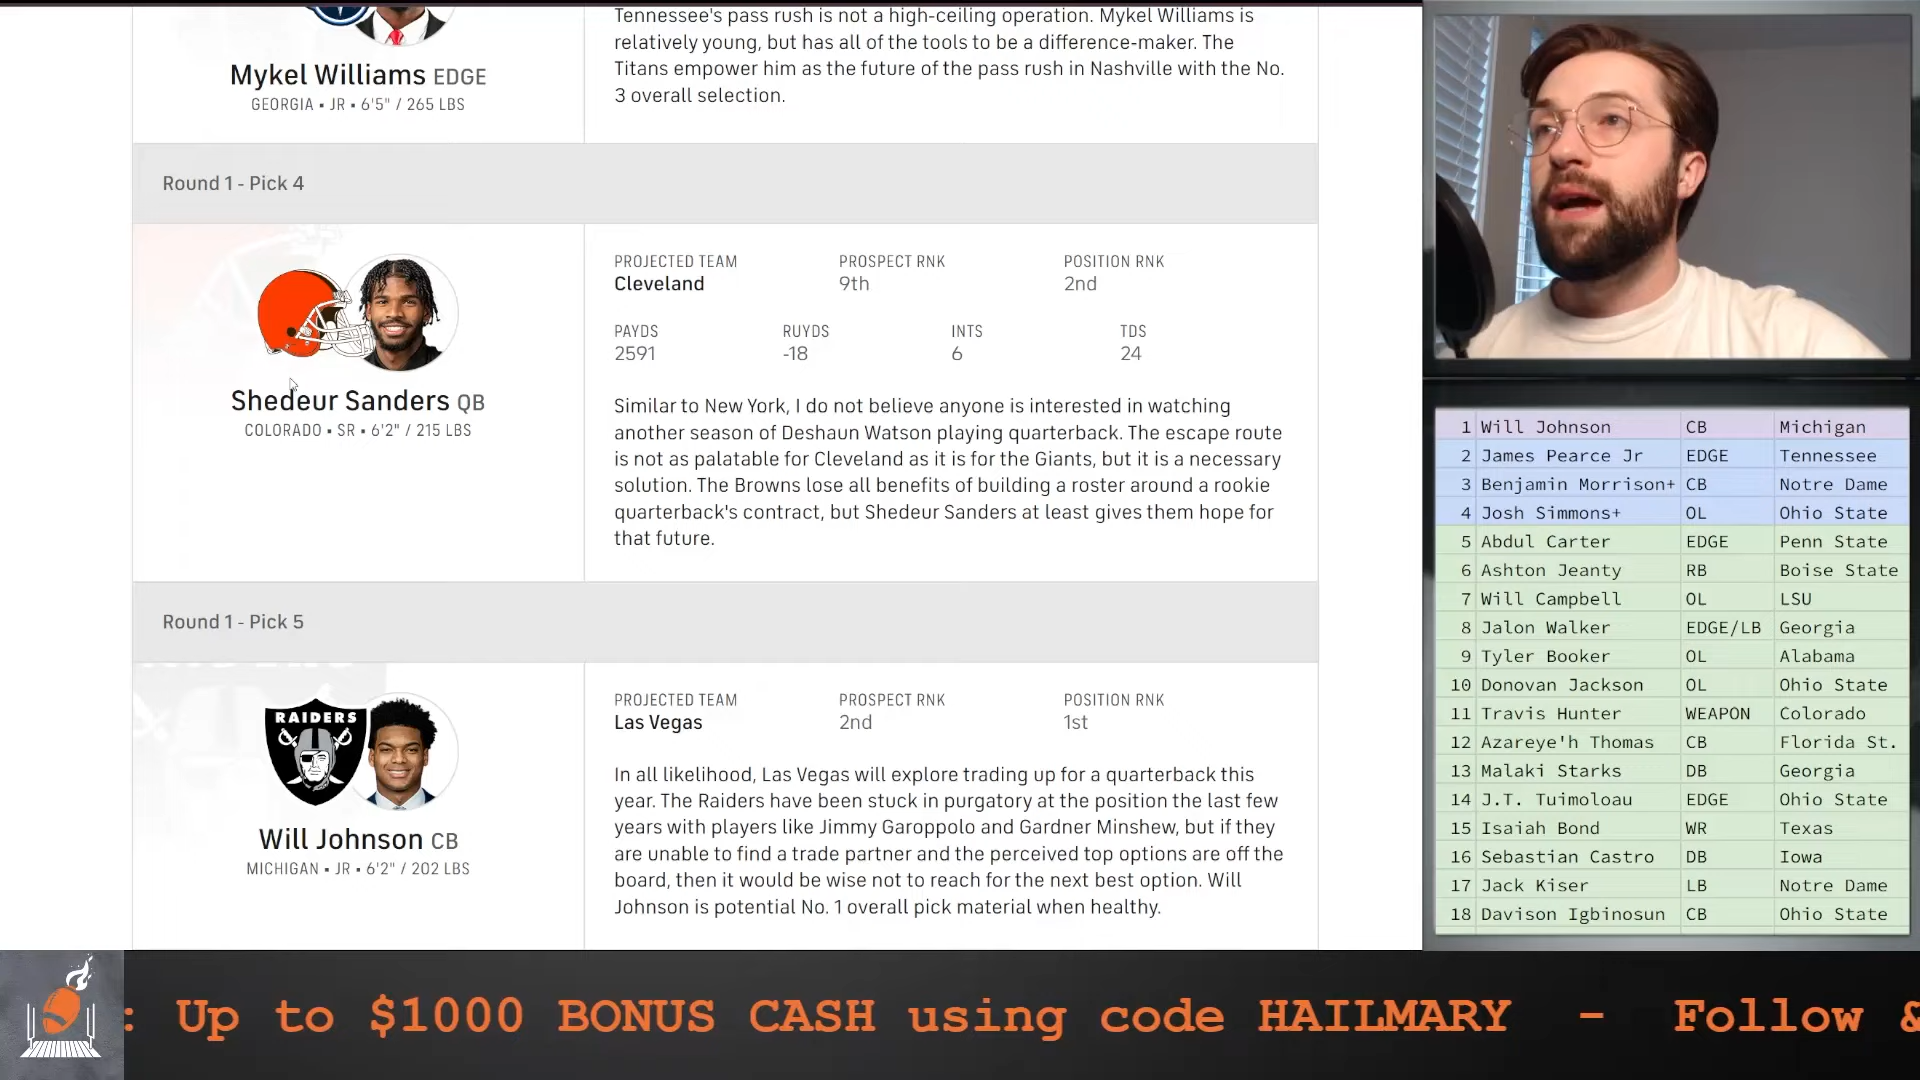 Tennessee's pass rush is not a high-ceiling operation. Mykel Williams is
relatively young, but has all of the tools to be a difference-maker. The
Titans empower him as the future of the pass rush in Nashville with the No.
3 overall selection.
Mykel Williams EDGE
GEORGIA • JR • 6'5" / 265 LBS
Round 1 - Pick 4
Shedeur Sanders QB
COLORADO • SR • 6'2" / 215 LBS
PROJECTED TEAM PROSPECT RNK POSITION RNK
Cleveland 9th 2nd
PAYDS RUYDS INTS TDS
2591 -18 6 24
Similar to New York, I do not believe anyone is interested in watching
another season of Deshaun Watson playing quarterback. The escape route
is not as palatable for Cleveland as it is for the Giants, but it is a necessary
solution. The Browns lose all benefits of building a roster around a rookie
quarterback's contract, but Shedeur Sanders at least gives them hope for
that future.
Round 1 - Pick 5
RAIDERS
Will Johnson CB
MICHIGAN • JR • 6'2" / 202 LBS
PROJECTED TEAM PROSPECT RNK POSITION RNK
Las Vegas 2nd 1st
In all likelihood, Las Vegas will explore trading up for a quarterback this
year. The Raiders have been stuck in purgatory at the position the last few
years with players like Jimmy Garoppolo and Gardner Minshew, but if they
are unable to find a trade partner and the perceived top options are off the
board, then it would be wise not to reach for the next best option. Will
Johnson is potential No. 1 overall pick material when healthy.
1 Will Johnson CB Michigan
2 James Pearce Jr EDGE Tennessee
3 Benjamin Morrison+ CB Notre Dame
4 Josh Simmons+ OL Ohio State
5 Abdul Carter EDGE Penn State
6 Ashton Jeanty RB Boise State
7 Will Campbell OL LSU
8 Jalon Walker EDGE/LB Georgia
9 Tyler Booker OL Alabama
10 Donovan Jackson OL Ohio State
11 Travis Hunter WEAPON Colorado
12 Azareye'h Thomas CB Florida St.
13 Malaki Starks DB Georgia
14 J.T. Tuimoloau EDGE Ohio State
15 Isaiah Bond WR Texas
16 Sebastian Castro DB Iowa
17 Jack Kiser LB Notre Dame
18 Davison Igbinosun CB Ohio State
: Up to $1000 BONUS CASH using code HAILMARY - Follow &